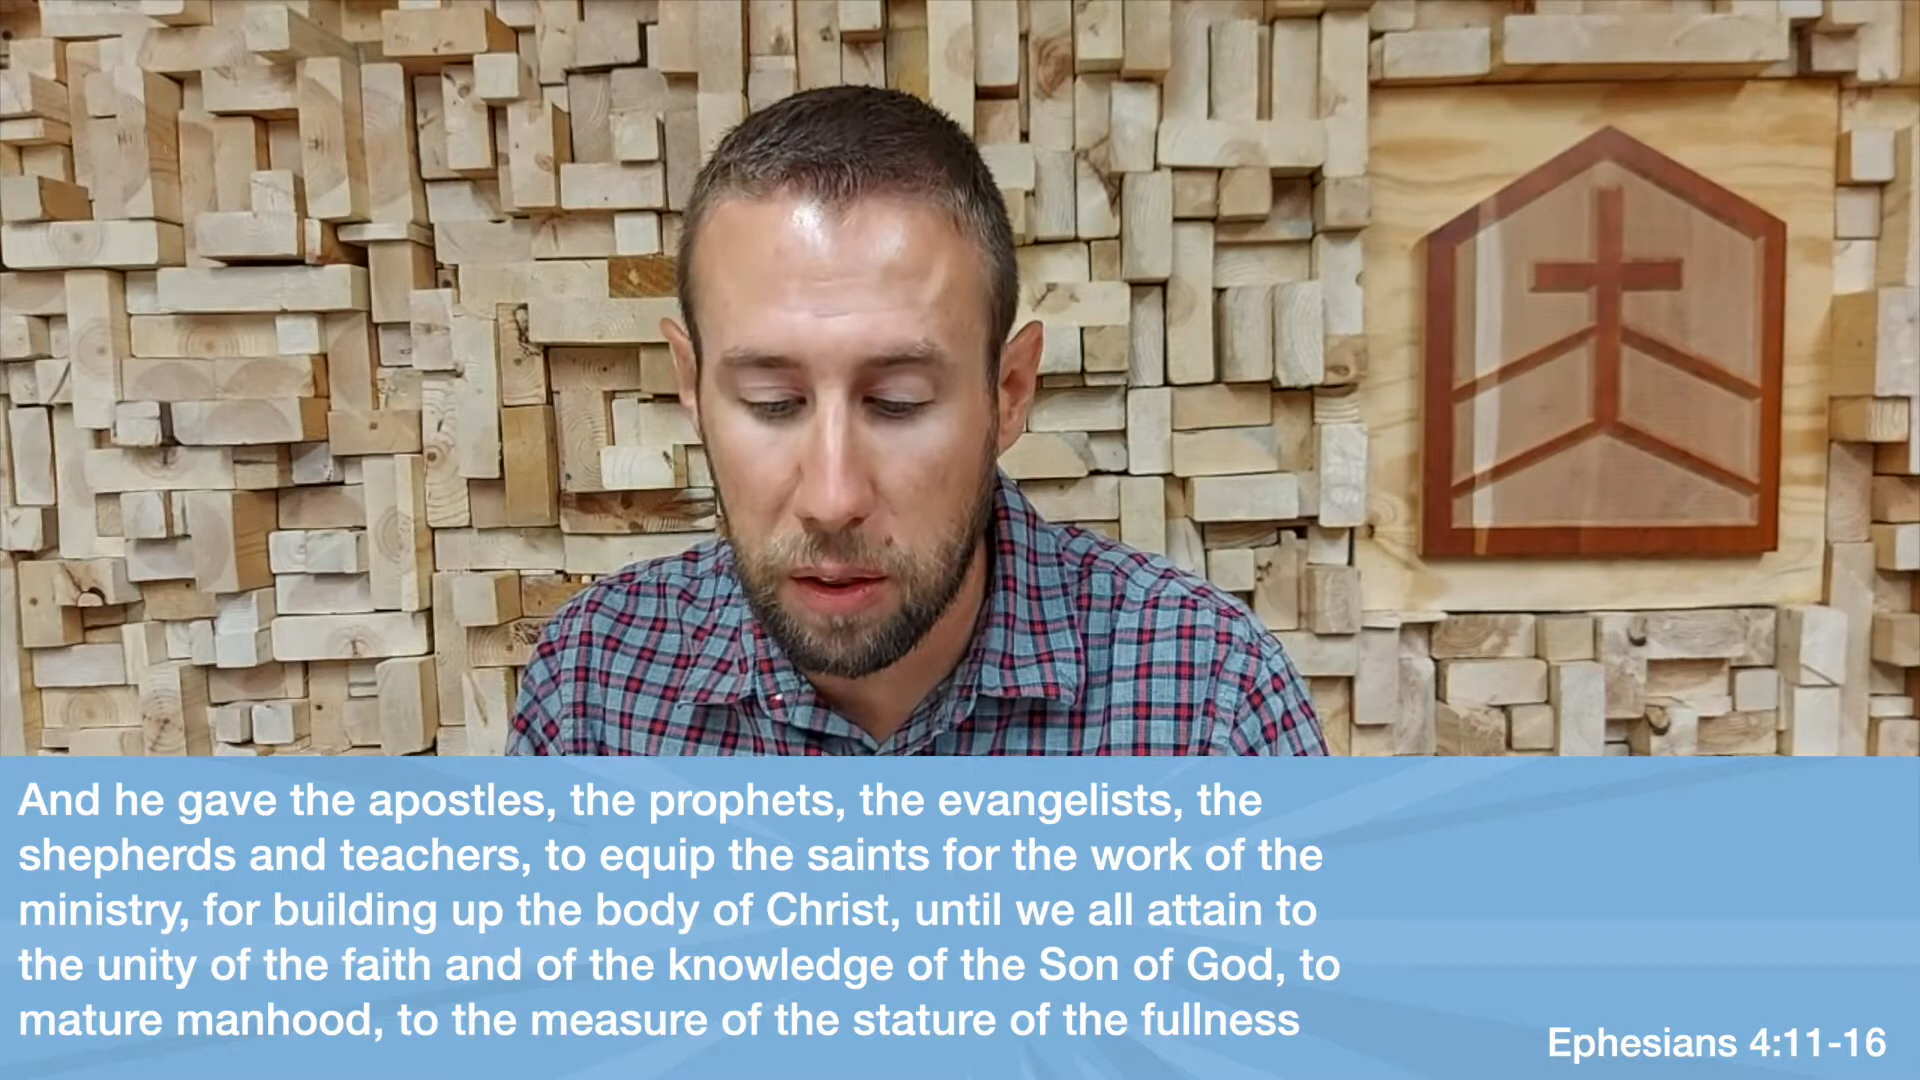 And he gave the apostles, the prophets, the evangelists, the
shepherds and teachers, to equip the saints for the work of the
ministry, for building up the body of Christ, until we all attain to
the unity of the faith and of the knowledge of the Son of God, to
mature manhood, to the measure of the stature of the fullness
Ephesians 4:11-16